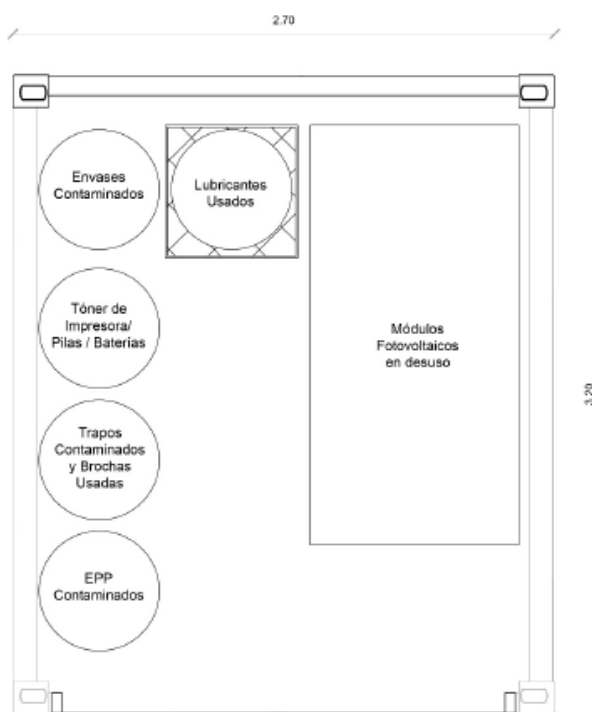 2.70
Envases
Contaminados
Lubricantes
Usados
Tóner de
Impresora/
Pilas / Baterías
Módulos
Fotovoltaicos
en desuso
3.20
Trapos
Contaminados
y Brochas
Usadas
EPP
Contaminados